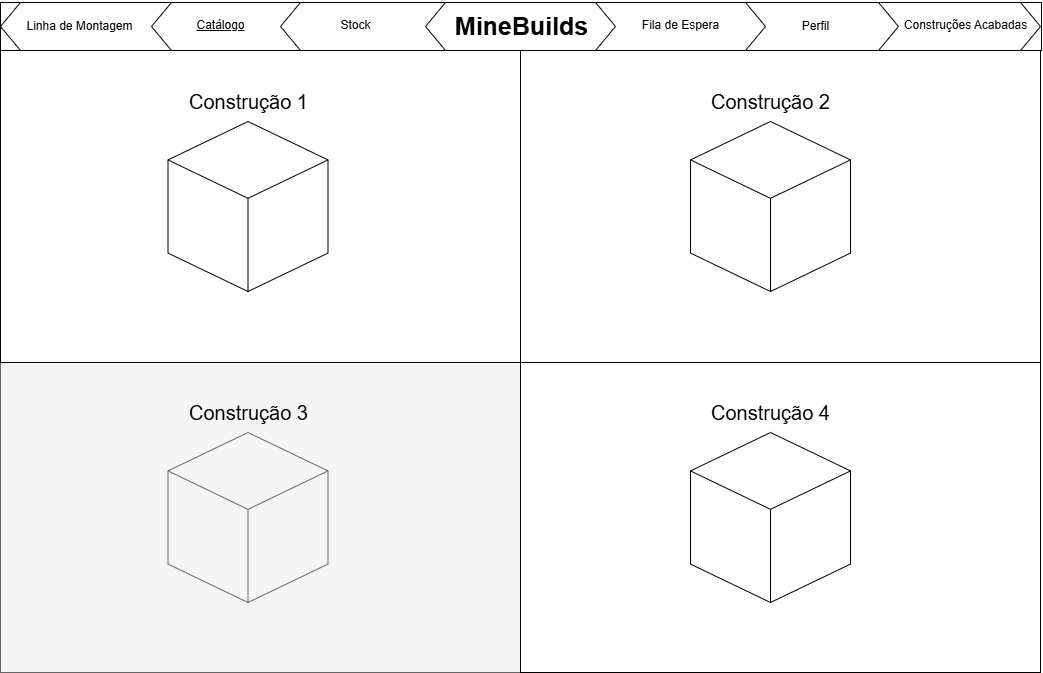 Linha de Montagem
Catálogo
Stock
MineBuilds
Fila de Espera
Perfil
Construções Acabadas
Construção 1
Construção 2
Construção 3
Construção 4